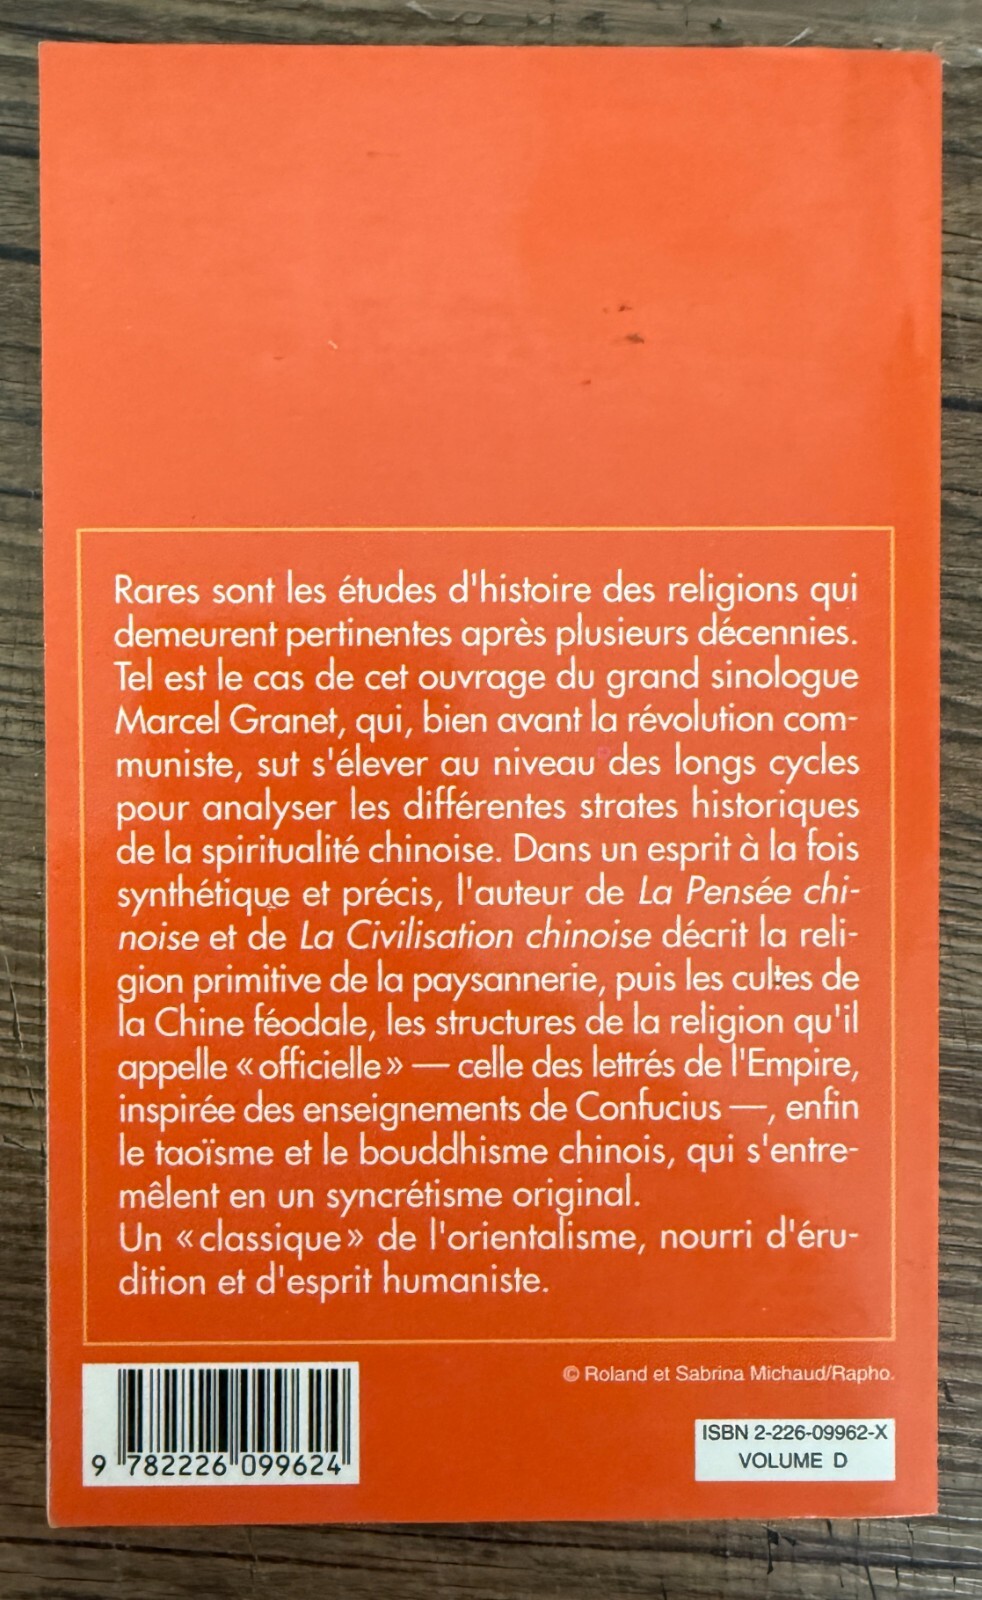 Rares sont les études d'histoire des religions qui
demeurent pertinentes après plusieurs décennies.
Tel est le cas de cet ouvrage du grand sinologue
Marcel Granet, qui, bien avant la révolution com-
muniste, sut s'élever au niveau des longs cycles
pour analyser les différentes strates historiques
de la spiritualité chinoise. Dans un esprit à la fois
synthétique et précis, l'auteur de La Pensée chi-
noise et de La Civilisation chinoise décrit la reli-
gion primitive de la paysannerie, puis les cultes de
la Chine féodale, les structures de la religion qu'il
appelle « officielle » — celle des lettrés de l'Empire,
inspirée des enseignements de Confucius —, enfin
le taoïsme et le bouddhisme chinois, qui s'entre-
mêlent en un syncrétisme original.
Un « classique » de l'orientalisme, nourri d'éru-
dition et d'esprit humaniste.
© Roland et Sabrina Michaud/Rapho.
9 782226 099624
ISBN 2-226-09962-X
VOLUME D